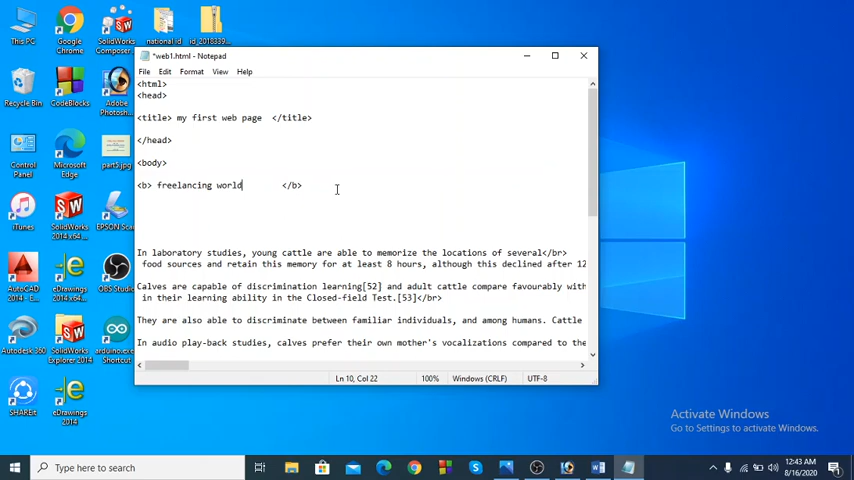 This PC
Google
Chrome
SolidWorks
Composer...
national id
id_2018339...
*web1.html - Notepad
File Edit Format View Help
<html>
<head>
<title> my first web page </title>
</head>
<body>
<b> freelancing world </b>
In laboratory studies, young cattle are able to memorize the locations of several</br>
food sources and retain this memory for at least 8 hours, although this declined after 12
Calves are capable of discrimination learning[52] and adult cattle compare favourably with
in their learning ability in the Closed-field Test.[53]</br>
They are also able to discriminate between familiar individuals, and among humans. Cattle
In audio play-back studies, calves prefer their own mother's vocalizations compared to the
Ln 10, Col 22
100%
Windows (CRLF)
UTF-8
Recycle Bin
CodeBlocks
Adobe
Photosh...
Control
Panel
Microsoft
Edge
part5.jpg
iTunes
SolidWorks
2014 x64 ...
EPSON Scan
AutoCAD
2014 - E...
eDrawings
2014 x64...
OBS Studio
Autodesk 360
SolidWorks
Explorer 2014
arduino.exe
Shortcut
SHAREit
eDrawings
2014
Activate Windows
Go to Settings to activate Windows.
Type here to search
12:43 AM
8/16/2020